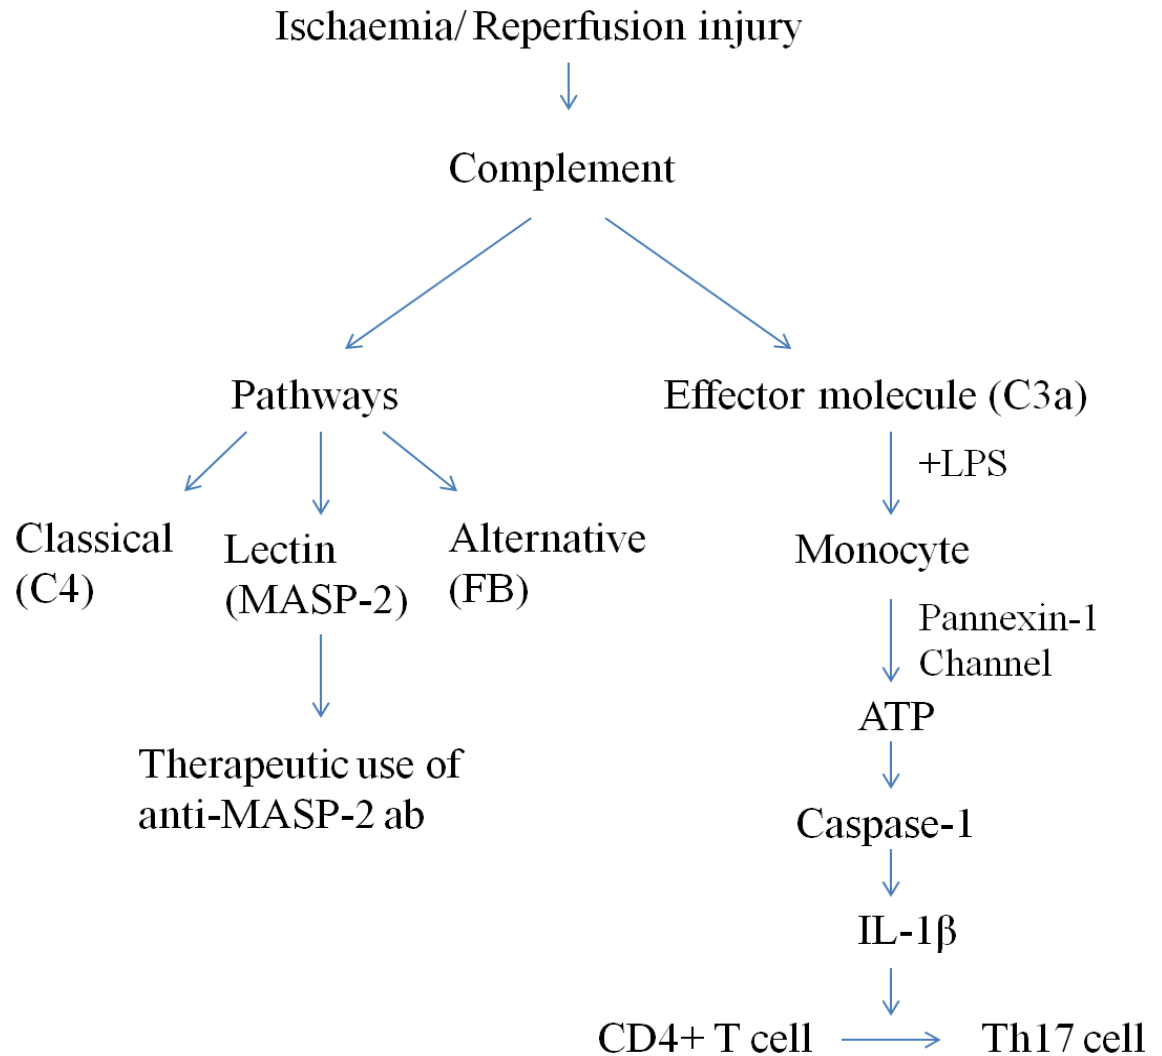 Ischaemia/ Reperfusion injury
Complement
Pathways
Effector molecule (C3a)
+LPS
Classical
(C4)
Lectin
(MASP-2)
Alternative
(FB)
Monocyte
Pannexin-1
Channel
ATP
Therapeutic use of
anti-MASP-2 ab
Caspase-1
IL-1β
CD4+ T cell
Th17 cell